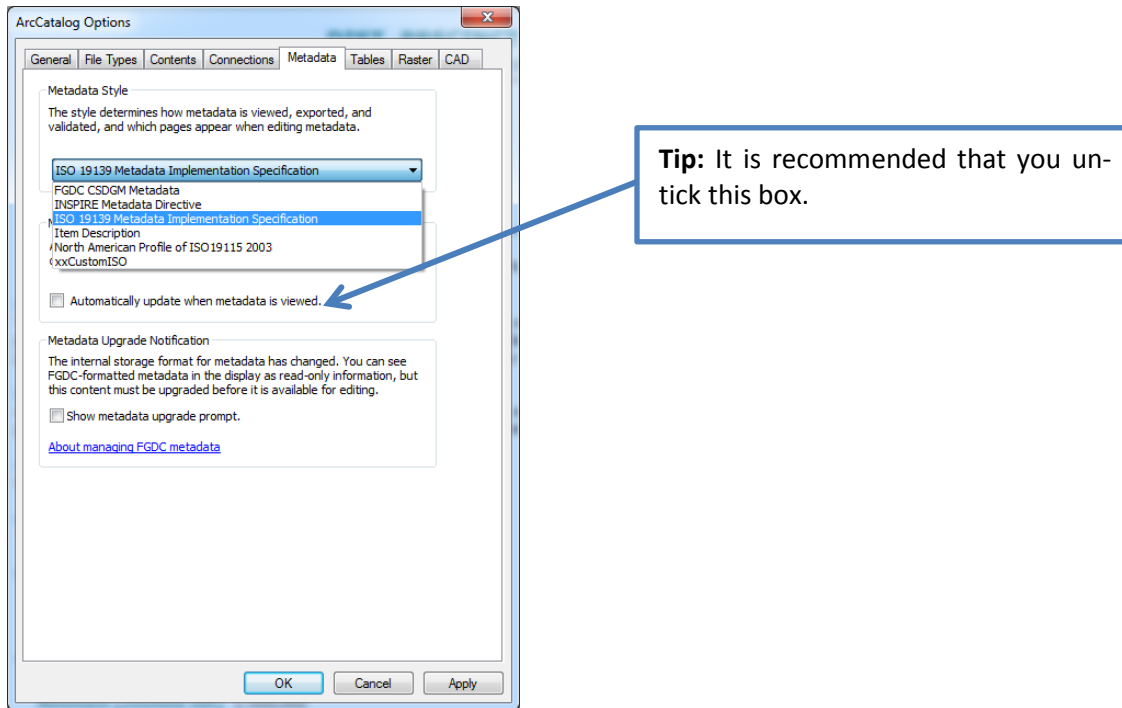 ArcCatalog Options
General File Types Contents Connections Metadata Tables Raster CAD
Metadata Style
The style determines how metadata is viewed, exported, and
validated, and which pages appear when editing metadata.
ISO 19139 Metadata Implementation Specification
FGDC CSDGM Metadata
INSPIRE Metadata Directive
ISO 19139 Metadata Implementation Specification
Item Description
North American Profile of ISO19115 2003
xxCustomISO
Automatically update when metadata is viewed.
Metadata Upgrade Notification
The internal storage format for metadata has changed. You can see
FGDC-formatted metadata in the display as read-only information, but
this content must be upgraded before it is available for editing.
Show metadata upgrade prompt.
About managing FGDC metadata
OK Cancel Apply
Tip: It is recommended that you un-
tick this box.